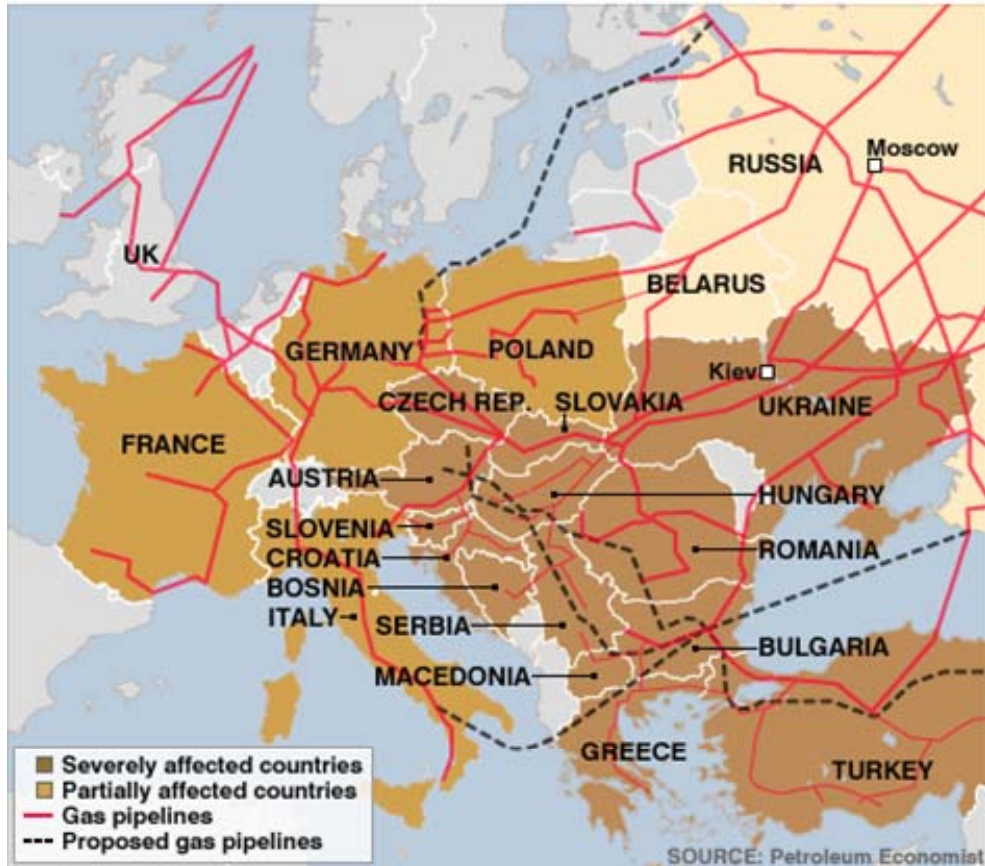 Moscow
RUSSIA
UK
BELARUS
GERMANY
POLAND
Kiev
CZECH REP.
SLOVAKIA
UKRAINE
FRANCE
AUSTRIA
HUNGARY
SLOVENIA
CROATIA
ROMANIA
BOSNIA
ITALY
SERBIA
BULGARIA
MACEDONIA
GREECE
TURKEY
Severely affected countries
Partially affected countries
Gas pipelines
Proposed gas pipelines
SOURCE: Petroleum Economist